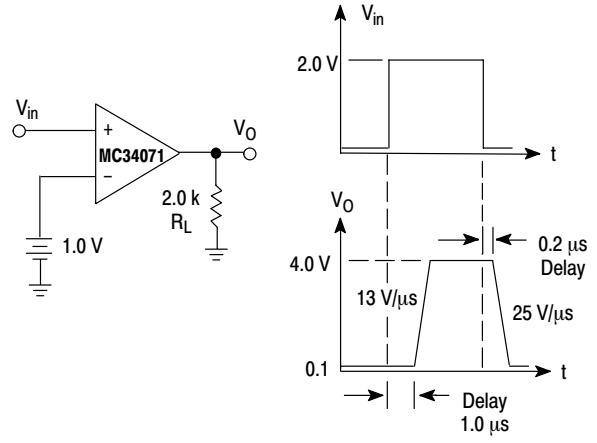 V_in
2.0 V
t
V_in
+
MC34071
−
V_O
2.0 k
R_L
1.0 V
V_O
4.0 V
0.2 μs
Delay
13 V/μs
25 V/μs
0.1
t
Delay
1.0 μs